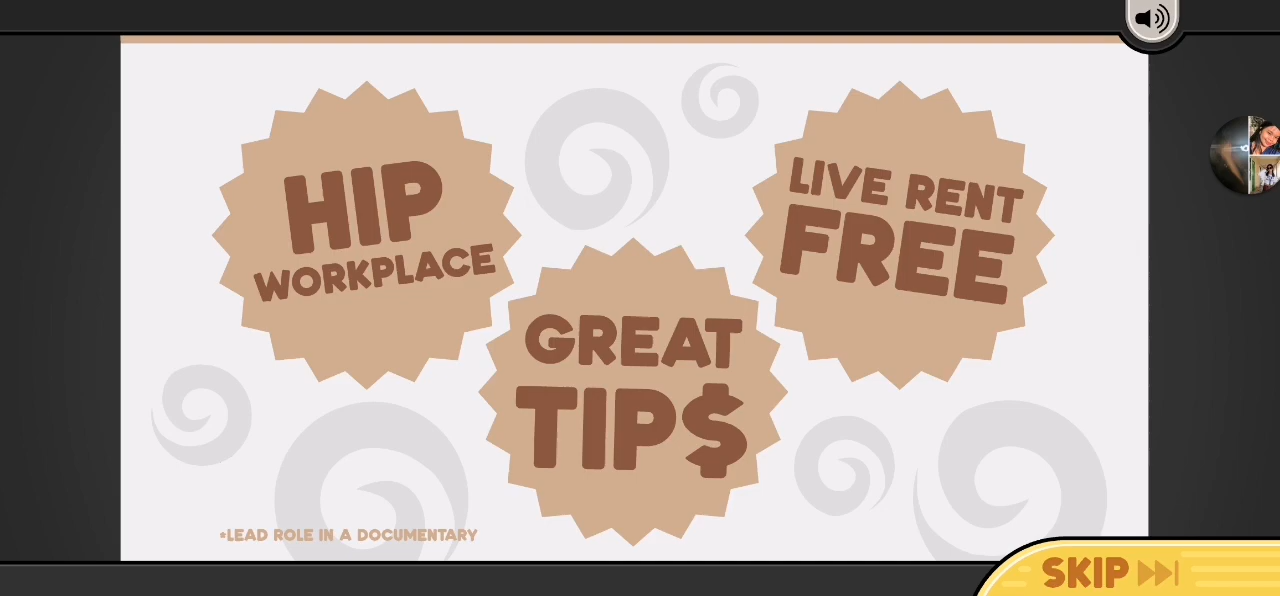 HIP
WORKPLACE
LIVE RENT
FREE
GREAT
TIP$
*LEAD ROLE IN A DOCUMENTARY
SKIP